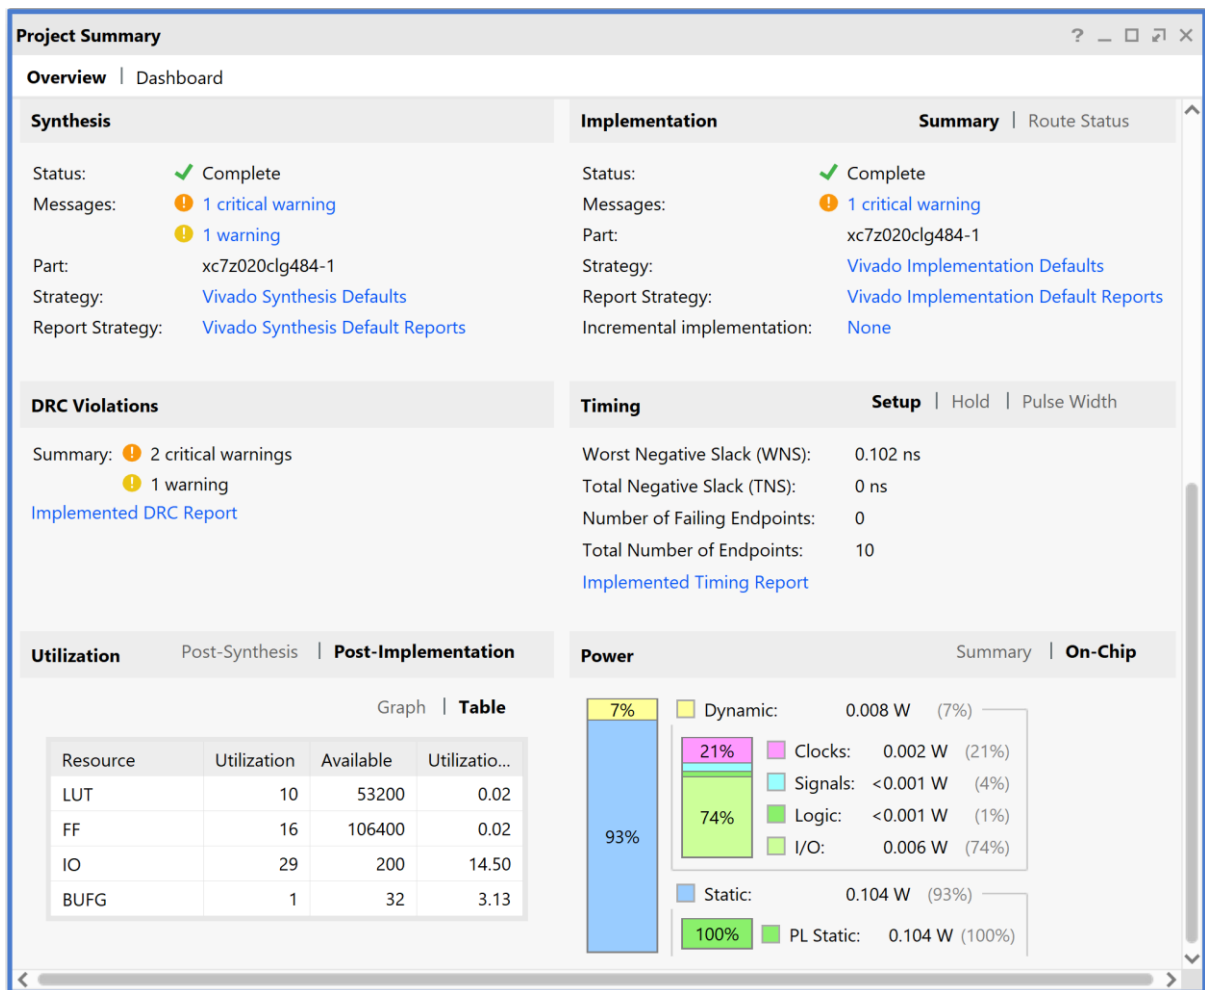 Project Summary
Overview | Dashboard
Synthesis
Status: Complete
Messages: 1 critical warning
1 warning
Part: xc7z020clg484-1
Strategy: Vivado Synthesis Defaults
Report Strategy: Vivado Synthesis Default Reports
Implementation Summary | Route Status
Status: Complete
Messages: 1 critical warning
Part: xc7z020clg484-1
Strategy: Vivado Implementation Defaults
Report Strategy: Vivado Implementation Default Reports
Incremental implementation: None
DRC Violations
Summary: 2 critical warnings
1 warning
Implemented DRC Report
Timing Setup | Hold | Pulse Width
Worst Negative Slack (WNS): 0.102 ns
Total Negative Slack (TNS): 0 ns
Number of Failing Endpoints: 0
Total Number of Endpoints: 10
Implemented Timing Report
Utilization Post-Synthesis | Post-Implementation
Graph | Table
Resource Utilization Available Utilizatio...
LUT 10 53200 0.02
FF 16 106400 0.02
IO 29 200 14.50
BUFG 1 32 3.13
Power Summary | On-Chip
7% Dynamic: 0.008 W (7%)
21% Clocks: 0.002 W (21%)
Signals: <0.001 W (4%)
Logic: <0.001 W (1%)
74% I/O: 0.006 W (74%)
93%
Static: 0.104 W (93%)
100% PL Static: 0.104 W (100%)